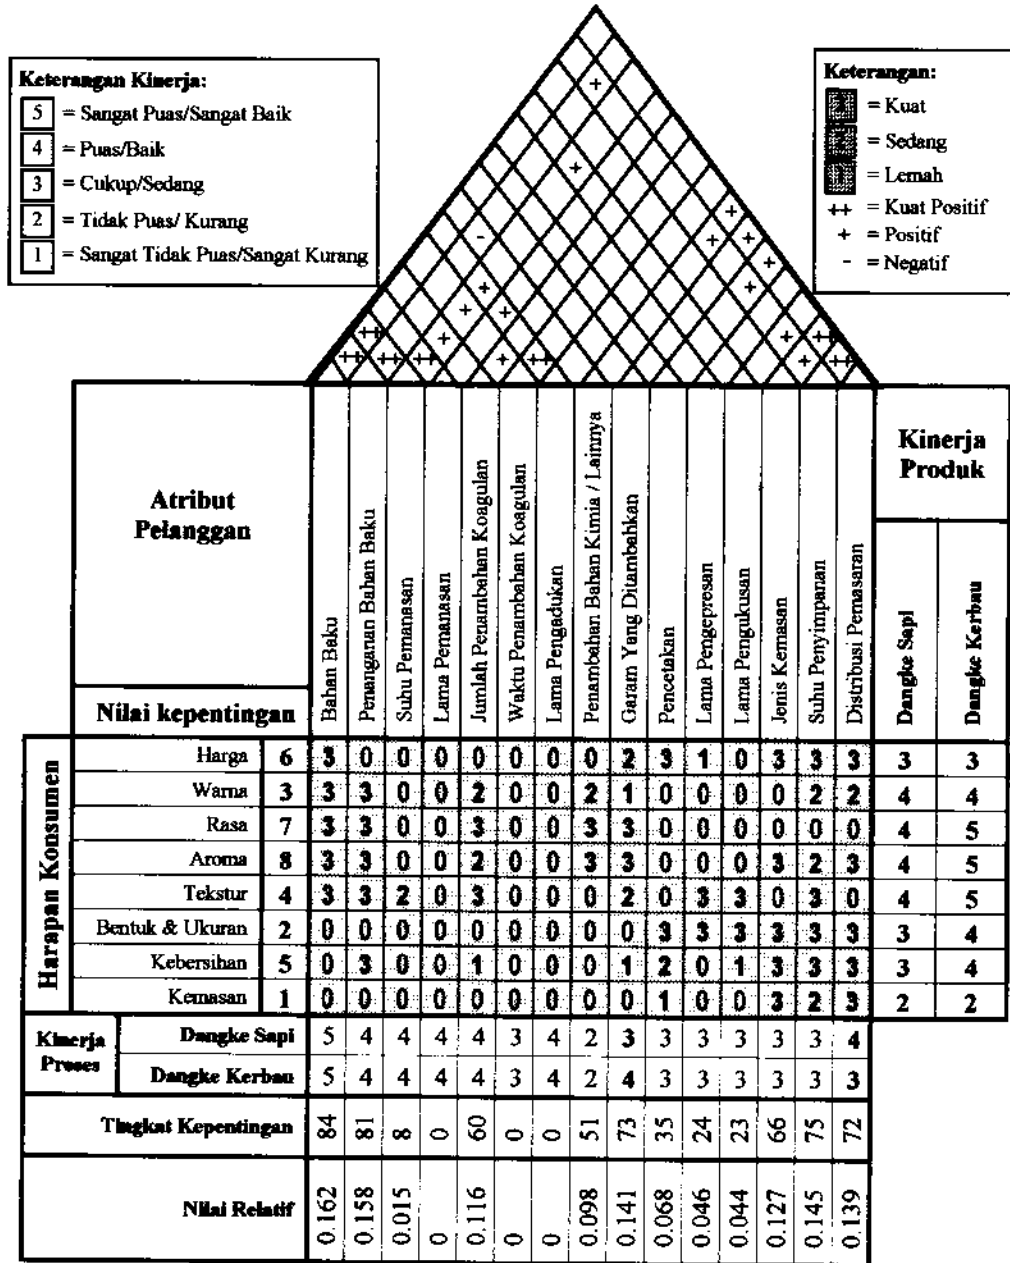 Keterangan Kinerja:
5 = Sangat Puas/Sangat Baik
4 = Puas/Baik
3 = Cukup/Sedang
2 = Tidak Puas/ Kurang
1 = Sangat Tidak Puas/Sangat Kurang
Keterangan:
3 = Kuat
2 = Sedang
1 = Lemah
++ = Kuat Positif
+ = Positif
- = Negatif
+
+
+
- + +
+
+ +
+ +
+ + + ++
++ + ++
++ ++ ++ + ++ + ++
Atribut
Pelanggan
Nilai kepentingan
Bahan Baku
Penanganan Bahan Baku
Suhu Pemanasan
Lama Pemanasan
Jumlah Penambahan Koagulan
Waktu Penambahan Koagulan
Lama Pengadukan
Penambahan Bahan Kimia / Lainnya
Garam Yang Ditambahkan
Pencetakan
Lama Pengepresan
Lama Pengukusan
Jenis Kemasan
Suhu Penyimpanan
Distribusi Pemasaran
Kinerja
Produk
Dangke Sapi
Dangke Kerbau
Harapan Konsumen
Harga 6 3 0 0 0 0 0 0 0 2 3 1 0 3 3 3 3 3
Warna 3 3 3 0 0 2 0 0 2 1 0 0 0 0 2 2 4 4
Rasa 7 3 3 0 0 3 0 0 3 3 0 0 0 0 0 0 4 5
Aroma 8 3 3 0 0 2 0 0 3 3 0 0 0 3 2 3 4 5
Tekstur 4 3 3 2 0 3 0 0 0 2 0 3 3 0 3 0 4 5
Bentuk & Ukuran 2 0 0 0 0 0 0 0 0 0 3 3 3 3 3 3 3 4
Kebersihan 5 0 3 0 0 1 0 0 0 1 2 0 1 3 3 3 3 4
Kemasan 1 0 0 0 0 0 0 0 0 0 1 0 0 3 2 3 2 2
Kinerja
Proses
Dangke Sapi 5 4 4 4 4 3 4 2 3 3 3 3 3 3 4
Dangke Kerbau 5 4 4 4 4 3 4 2 4 3 3 3 3 3 3
Tingkat Kepentingan 84 81 8 0 60 0 0 51 73 35 24 23 66 75 72
Nilai Relatif 0.162 0.158 0.015 0 0.116 0 0 0.098 0.141 0.068 0.046 0.044 0.127 0.145 0.139